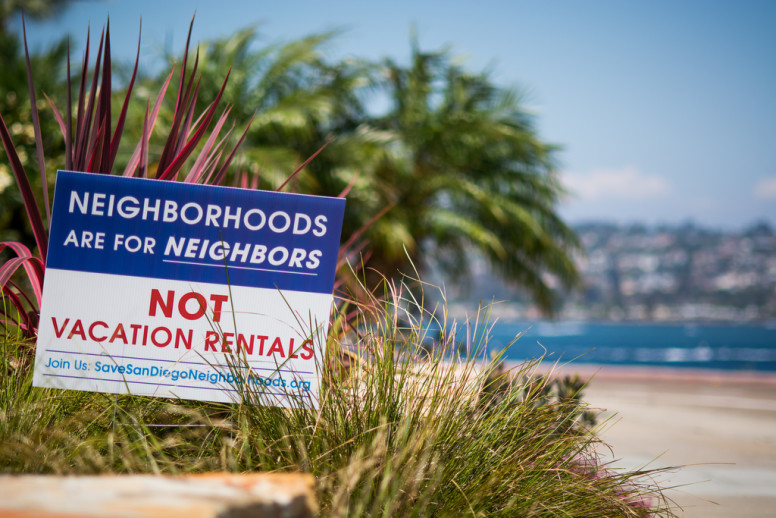 NEIGHBORHOODS
ARE FOR NEIGHBORS
NOT
VACATION RENTALS
Join Us: SaveSanDiegoNeighborhoods.org